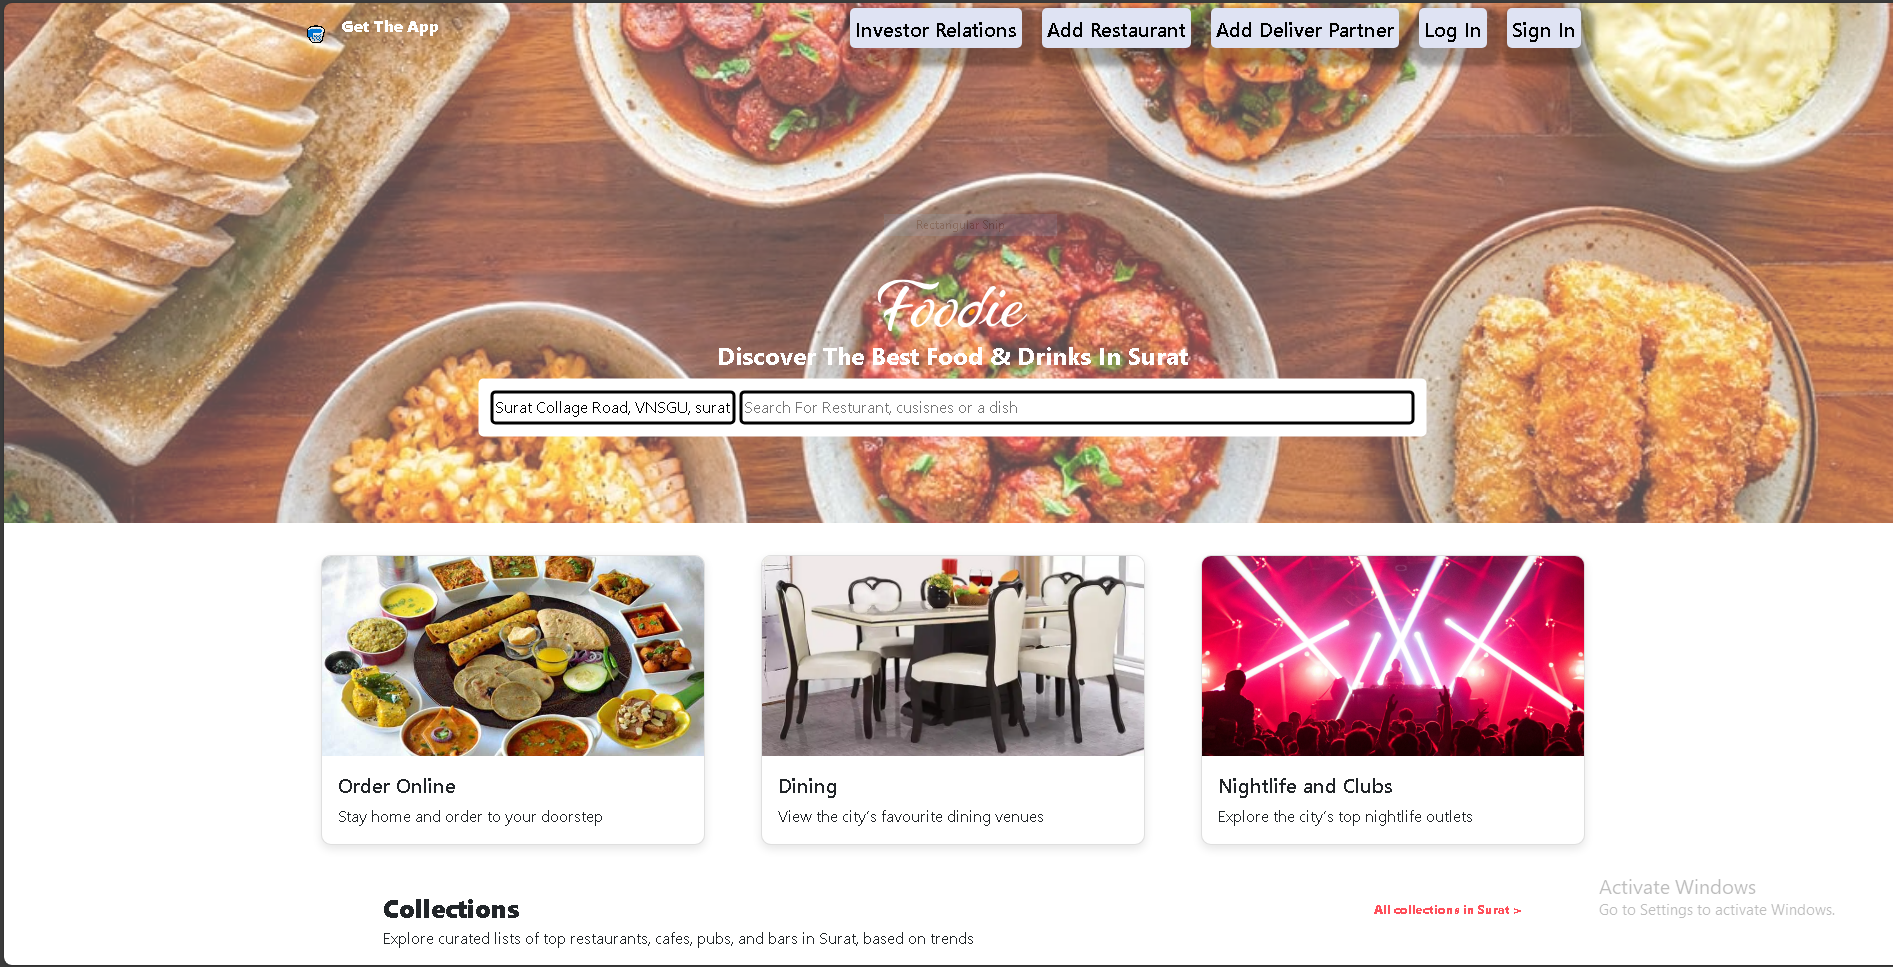 Get The App
Investor Relations
Add Restaurant
Add Deliver Partner
Log In
Sign In
Rectangular Snip
Foodie
Discover The Best Food & Drinks In Surat
Surat Collage Road, VNSGU, surat
Search For Resturant, cusisnes or a dish
Order Online
Stay home and order to your doorstep
Dining
View the city's favourite dining venues
Nightlife and Clubs
Explore the city's top nightlife outlets
Collections
All collections in Surat >
Explore curated lists of top restaurants, cafes, pubs, and bars in Surat, based on trends
Activate Windows
Go to Settings to activate Windows.